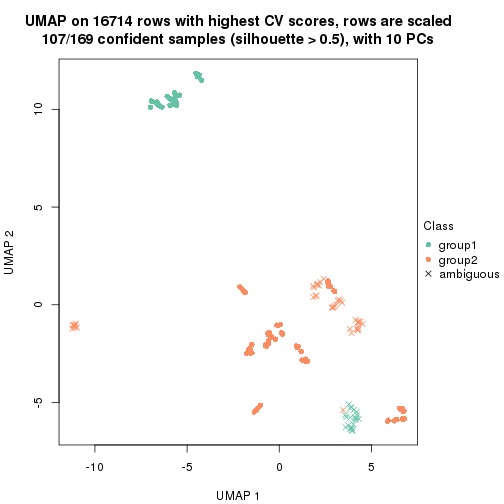 UMAP on 16714 rows with highest CV scores, rows are scaled
107/169 confident samples (silhouette > 0.5), with 10 PCs
10
5
0
-5
UMAP 2
-10
-5
0
5
UMAP 1
Class
group1
group2
ambiguous